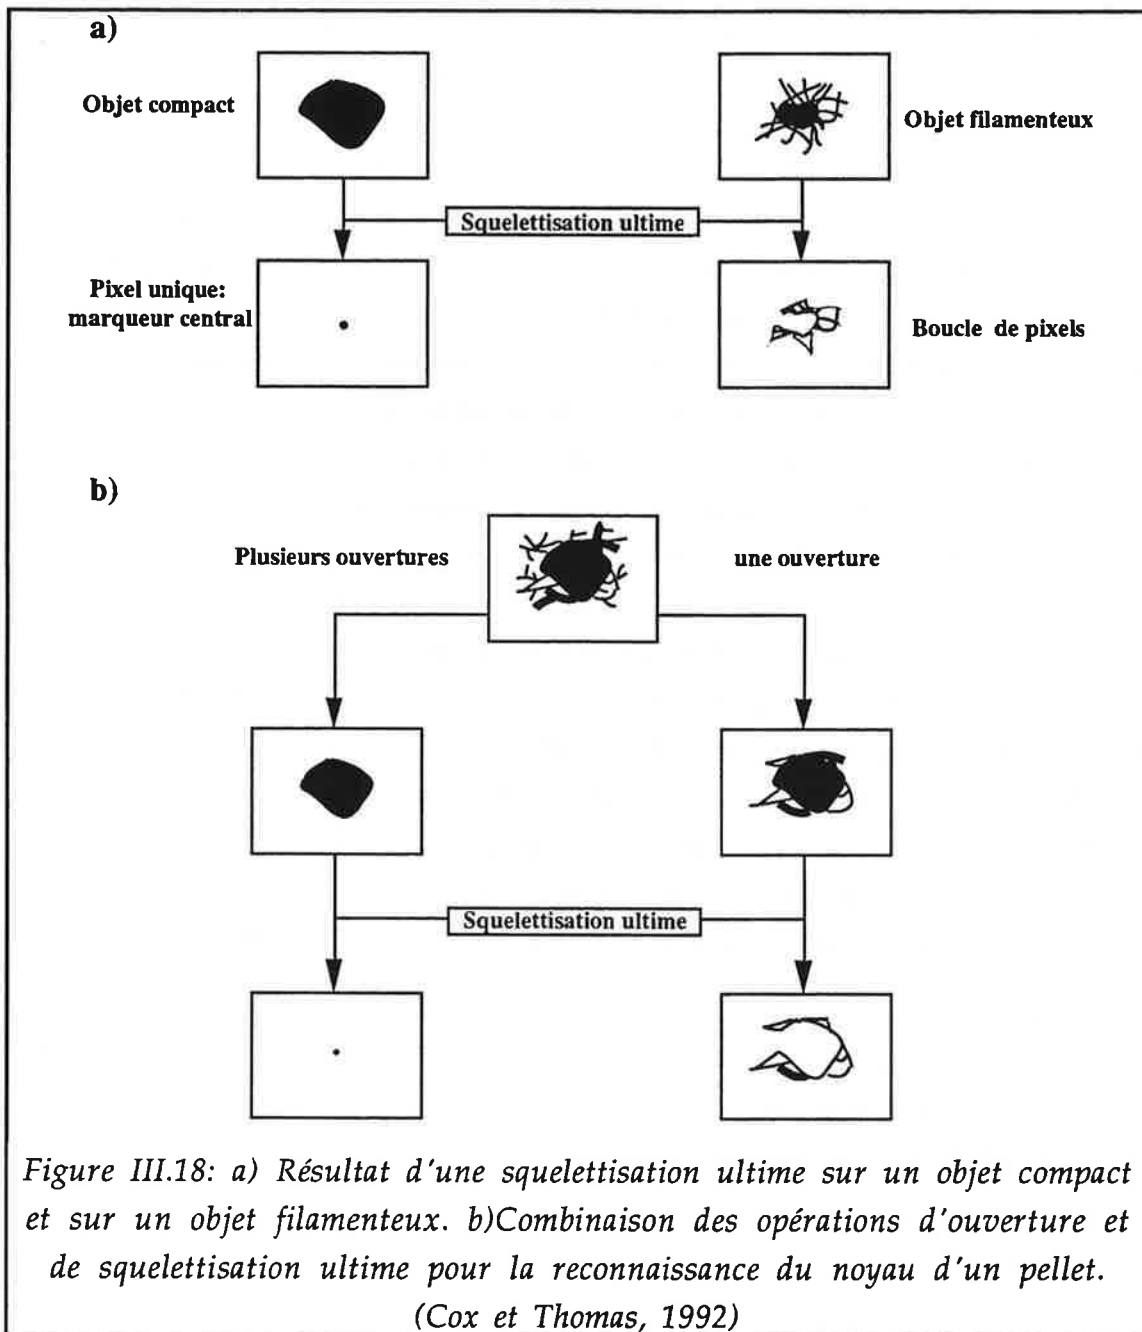 a)
Objet compact
Objet filamenteux
Squelettisation ultime
Pixel unique:
marqueur central
Boucle de pixels
b)
Plusieurs ouvertures
une ouverture
Squelettisation ultime
Figure III.18: a) Résultat d'une squelettisation ultime sur un objet compact
et sur un objet filamenteux. b)Combinaison des opérations d'ouverture et
de squelettisation ultime pour la reconnaissance du noyau d'un pellet.
(Cox et Thomas, 1992)